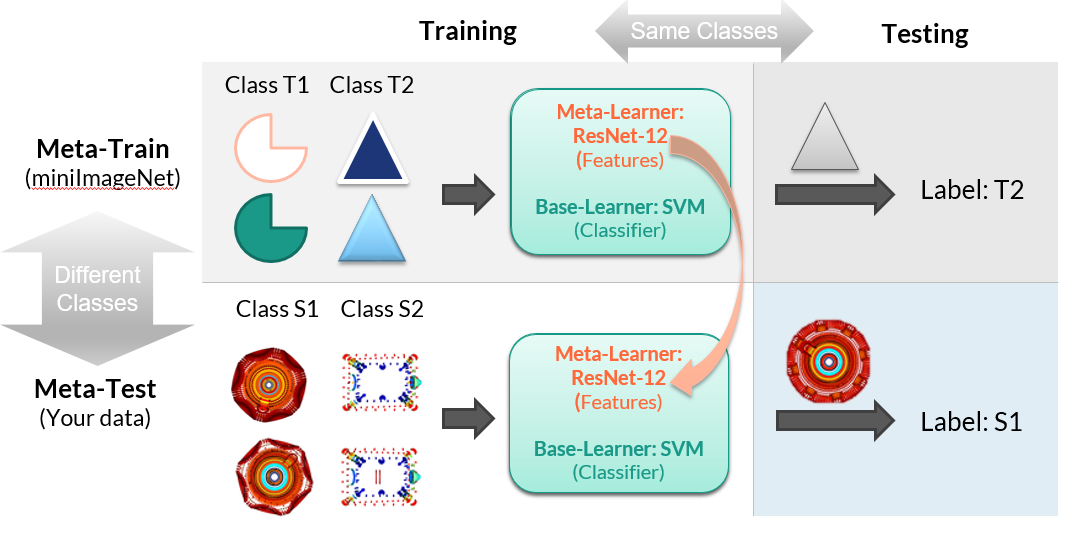 Training
Same Classes
Testing
Class T1
Class T2
Meta-Train
(miniImageNet)
Meta-Learner:
ResNet-12
(Features)
Base-Learner: SVM
(Classifier)
Label: T2
Different
Classes
Class S1
Class S2
Meta-Test
(Your data)
Meta-Learner:
ResNet-12
(Features)
Base-Learner: SVM
(Classifier)
Label: S1